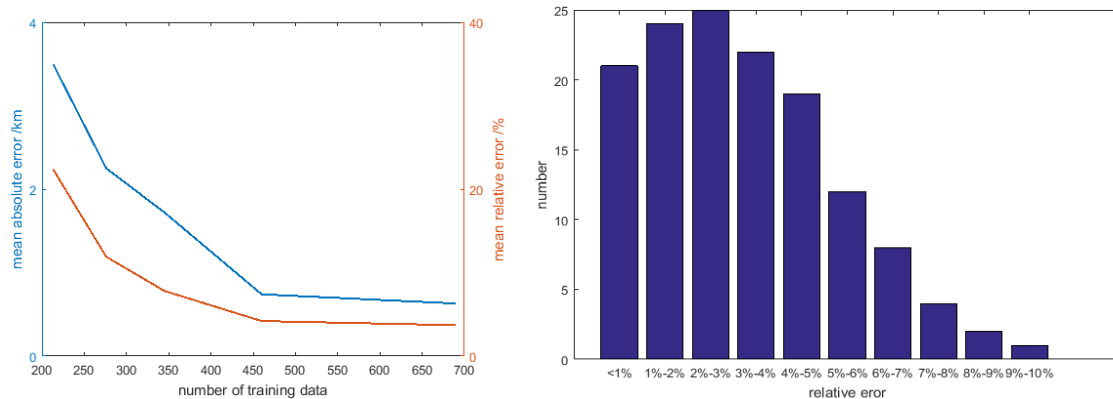 4
2
0
mean absolute error /km
40
20
0
mean relative error /%
200 250 300 350 400 450 500 550 600 650 700
number of training data
25
20
15
10
5
0
number
<1% 1%-2% 2%-3% 3%-4% 4%-5% 5%-6% 6%-7% 7%-8% 8%-9% 9%-10%
relative eror